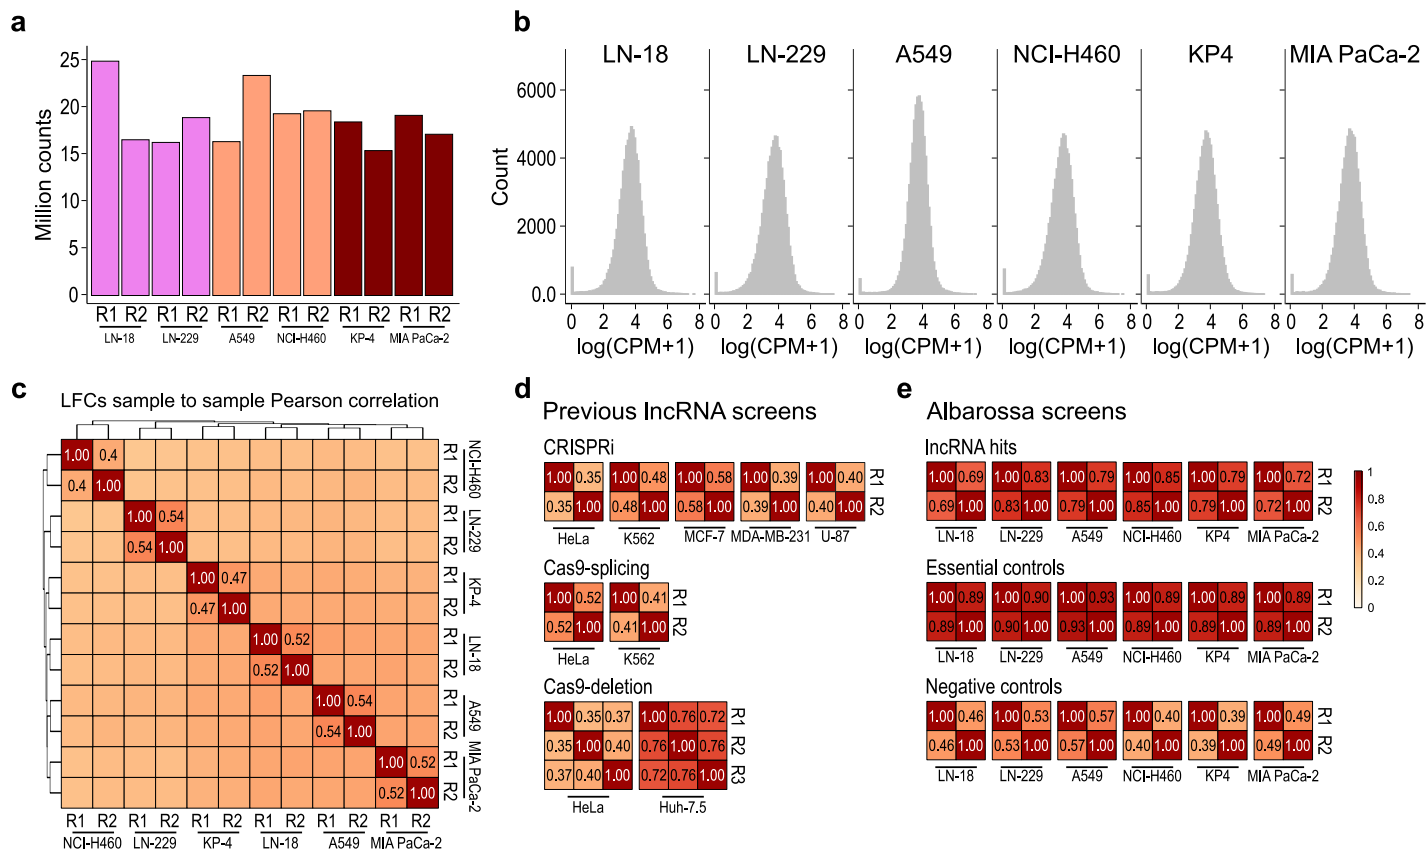 a
Million counts
25
20
15
10
5
0
R1 R2 R1 R2 R1 R2 R1 R2 R1 R2 R1 R2
LN-18 LN-229 A549 NCI-H460 KP-4 MIA PaCa-2
b
LN-18 LN-229 A549 NCI-H460 KP4 MIA PaCa-2
Count
6000
4000
2000
0.0
0 2 4 6 8 0 2 4 6 8 0 2 4 6 8 0 2 4 6 8 0 2 4 6 8 0 2 4 6 8
log(CPM+1) log(CPM+1) log(CPM+1) log(CPM+1) log(CPM+1) log(CPM+1)
c
LFCs sample to sample Pearson correlation
1.00 0.4 R1
0.4 1.00 R2
NCI-H460
1.00 0.54 R1
0.54 1.00 R2
LN-229
1.00 0.47 R1
0.47 1.00 R2
KP-4
1.00 0.52 R1
0.52 1.00 R2
LN-18
1.00 0.54 R1
0.54 1.00 R2
A549
1.00 0.52 R1
0.52 1.00 R2
MIA PaCa-2
R1 R2 R1 R2 R1 R2 R1 R2 R1 R2 R1 R2
NCI-H460 LN-229 KP-4 LN-18 A549 MIA PaCa-2
d
Previous lncRNA screens
CRISPRi
1.00 0.35 1.00 0.48 1.00 0.58 1.00 0.39 1.00 0.40 R1
0.35 1.00 0.48 1.00 0.58 1.00 0.39 1.00 0.40 1.00 R2
HeLa K562 MCF-7 MDA-MB-231 U-87
Cas9-splicing
1.00 0.52 1.00 0.41 R1
0.52 1.00 0.41 1.00 R2
HeLa K562
Cas9-deletion
1.00 0.35 0.37 1.00 0.76 0.72 R1
0.35 1.00 0.40 0.76 1.00 0.76 R2
0.37 0.40 1.00 0.72 0.76 1.00 R3
HeLa Huh-7.5
e
Albarossa screens
lncRNA hits
1.00 0.69 1.00 0.83 1.00 0.79 1.00 0.85 1.00 0.79 1.00 0.72 R1
0.69 1.00 0.83 1.00 0.79 1.00 0.85 1.00 0.79 1.00 0.72 1.00 R2
LN-18 LN-229 A549 NCI-H460 KP4 MIA PaCa-2
Essential controls
1.00 0.89 1.00 0.90 1.00 0.93 1.00 0.89 1.00 0.89 1.00 0.89 R1
0.89 1.00 0.90 1.00 0.93 1.00 0.89 1.00 0.89 1.00 0.89 1.00 R2
LN-18 LN-229 A549 NCI-H460 KP4 MIA PaCa-2
Negative controls
1.00 0.46 1.00 0.53 1.00 0.57 1.00 0.40 1.00 0.39 1.00 0.49 R1
0.46 1.00 0.53 1.00 0.57 1.00 0.40 1.00 0.39 1.00 0.49 1.00 R2
LN-18 LN-229 A549 NCI-H460 KP4 MIA PaCa-2
1
0.8
0.6
0.4
0.2
0